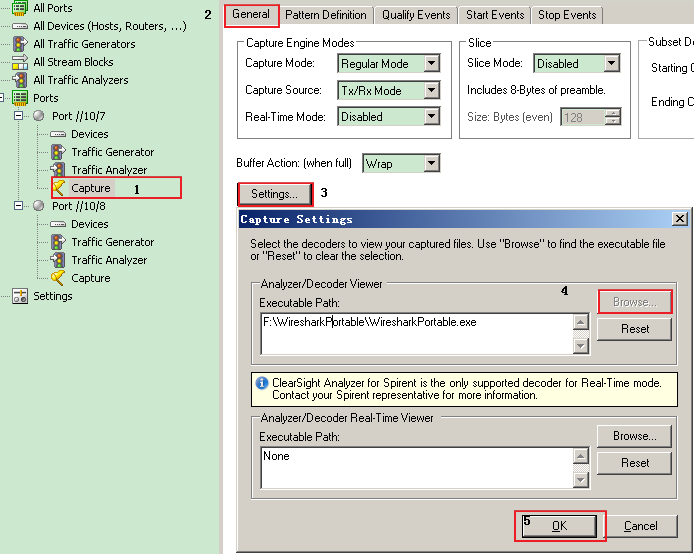 All Ports
All Devices (Hosts, Routers, ...)
All Traffic Generators
All Stream Blocks
All Traffic Analyzers
Ports
Port //10/7
Devices
Traffic Generator
Traffic Analyzer
Capture 1
Port //10/8
Devices
Traffic Generator
Traffic Analyzer
Capture
Settings
2
General Pattern Definition Qualify Events Start Events Stop Events
Capture Engine Modes
Capture Mode: Regular Mode
Capture Source: Tx/Rx Mode
Real-Time Mode: Disabled
Slice
Slice Mode: Disabled
Includes 8-Bytes of preamble.
Size: Bytes (even) 128
Subset De
Starting O
Ending O
Buffer Action: (when full) Wrap
Settings... 3
Capture Settings
Select the decoders to view your captured files. Use "Browse" to find the executable file
or "Reset" to clear the selection.
Analyzer/Decoder Viewer
4
Executable Path:
Browse...
F:\WiresharkPortable\WiresharkPortable.exe
Reset
ClearSight Analyzer for Spirent is the only supported decoder for Real-Time mode.
Contact your Spirent representative for more information.
Analyzer/Decoder Real-Time Viewer
Executable Path:
Browse...
None
Reset
5 OK Cancel